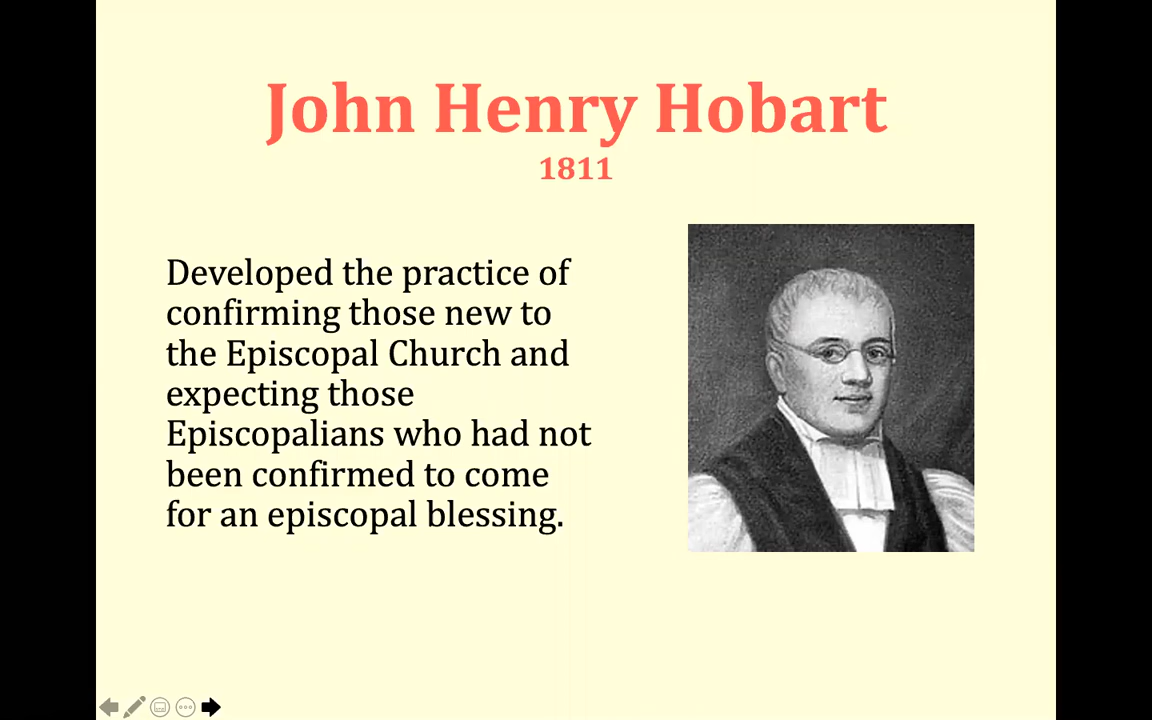 John Henry Hobart
1811
Developed the practice of
confirming those new to
the Episcopal Church and
expecting those
Episcopalians who had not
been confirmed to come
for an episcopal blessing.